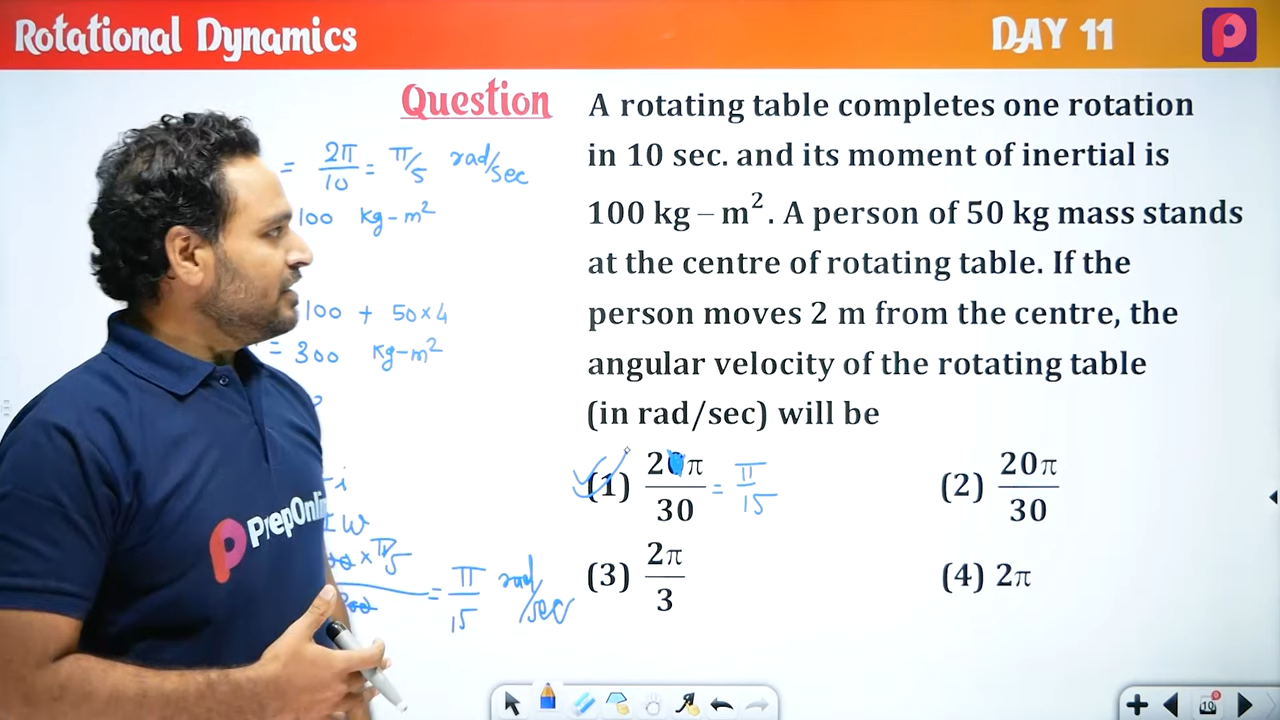 Rotational Dynamics
DAY 11
Question
A rotating table completes one rotation
in 10 sec. and its moment of inertial is
100 kg – m². A person of 50 kg mass stands
at the centre of rotating table. If the
person moves 2 m from the centre, the
angular velocity of the rotating table
(in rad/sec) will be
(1) 20π/30 = π/15
(2) 20π/30
(3) 2π/3
(4) 2π
= 2π/10 = π/5 rad/sec
100 kg-m²
100 + 50×4
= 300 kg-m²
= π/15 rad/sec
PrepOnlin
10